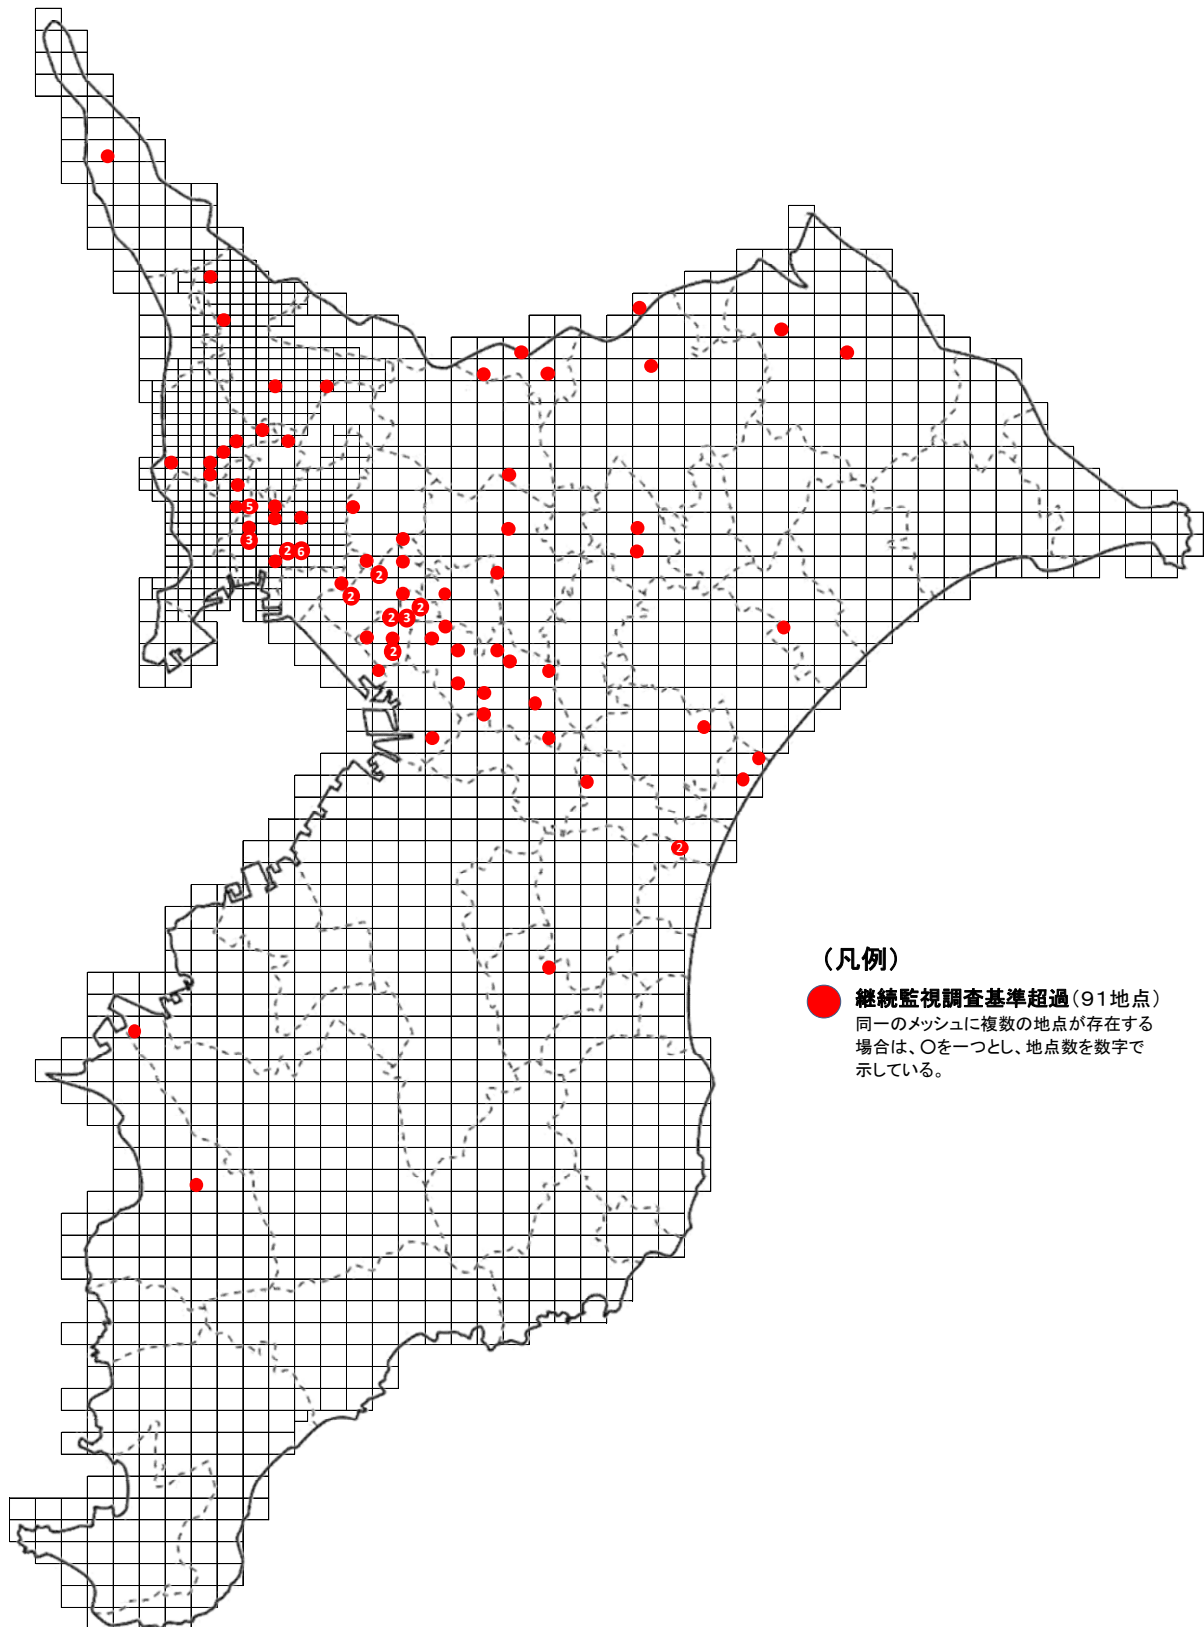 5
3
2 6
2
2
2
2 3
2
2
(凡例)
継続監視調査基準超過(91地点)
同一のメッシュに複数の地点が存在する
場合は、○を一つとし、地点数を数字で
示している。